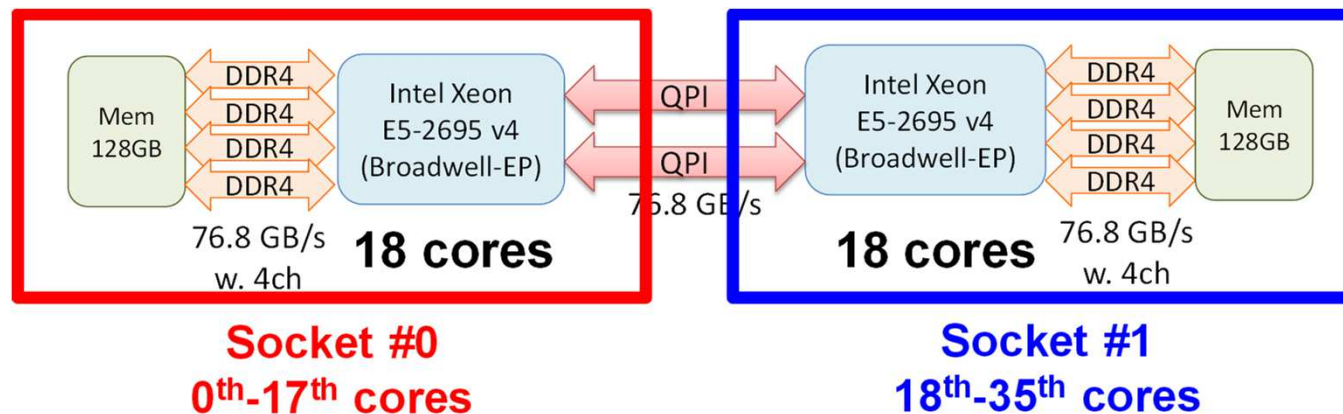 Mem
128GB
DDR4
DDR4
DDR4
DDR4
Intel Xeon
E5-2695 v4
(Broadwell-EP)
76.8 GB/s
w. 4ch
18 cores
QPI
QPI
76.8 GB/s
Intel Xeon
E5-2695 v4
(Broadwell-EP)
18 cores
DDR4
DDR4
DDR4
DDR4
76.8 GB/s
w. 4ch
Mem
128GB
Socket #0
0th-17th cores
Socket #1
18th-35th cores